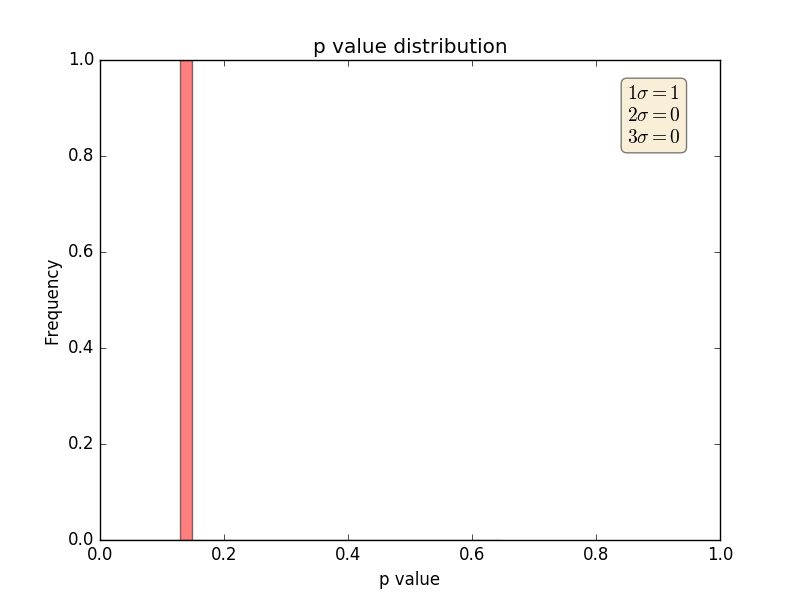 p value distribution
1σ = 1
2σ = 0
3σ = 0
1.0
0.8
0.6
0.4
0.2
0.0
Frequency
0.0 0.2 0.4 0.6 0.8 1.0
p value